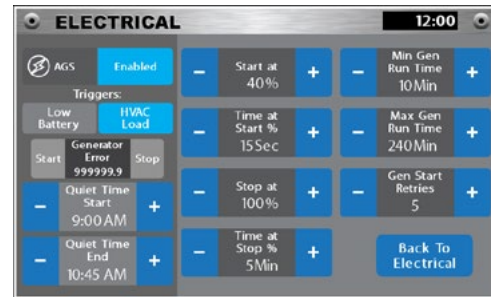 ELECTRICAL
12:00
AGS
Enabled
Triggers:
Low
Battery
HVAC
Load
Start
Generator
Error
999999.9
Stop
–
Quiet Time
Start
9:00 AM
+
–
Quiet Time
End
10:45 AM
+
–
Start at
40%
+
–
Time at
Start %
15Sec
+
–
Stop at
100%
+
–
Time at
Stop %
5Min
+
–
Min Gen
Run Time
10Min
+
–
Max Gen
Run Time
240Min
+
–
Gen Start
Retries
5
+
Back To
Electrical